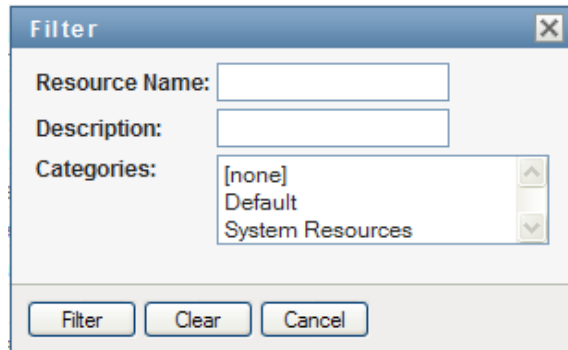 Filter
Resource Name:
Description:
Categories:
[none]
Default
System Resources
Filter Clear Cancel